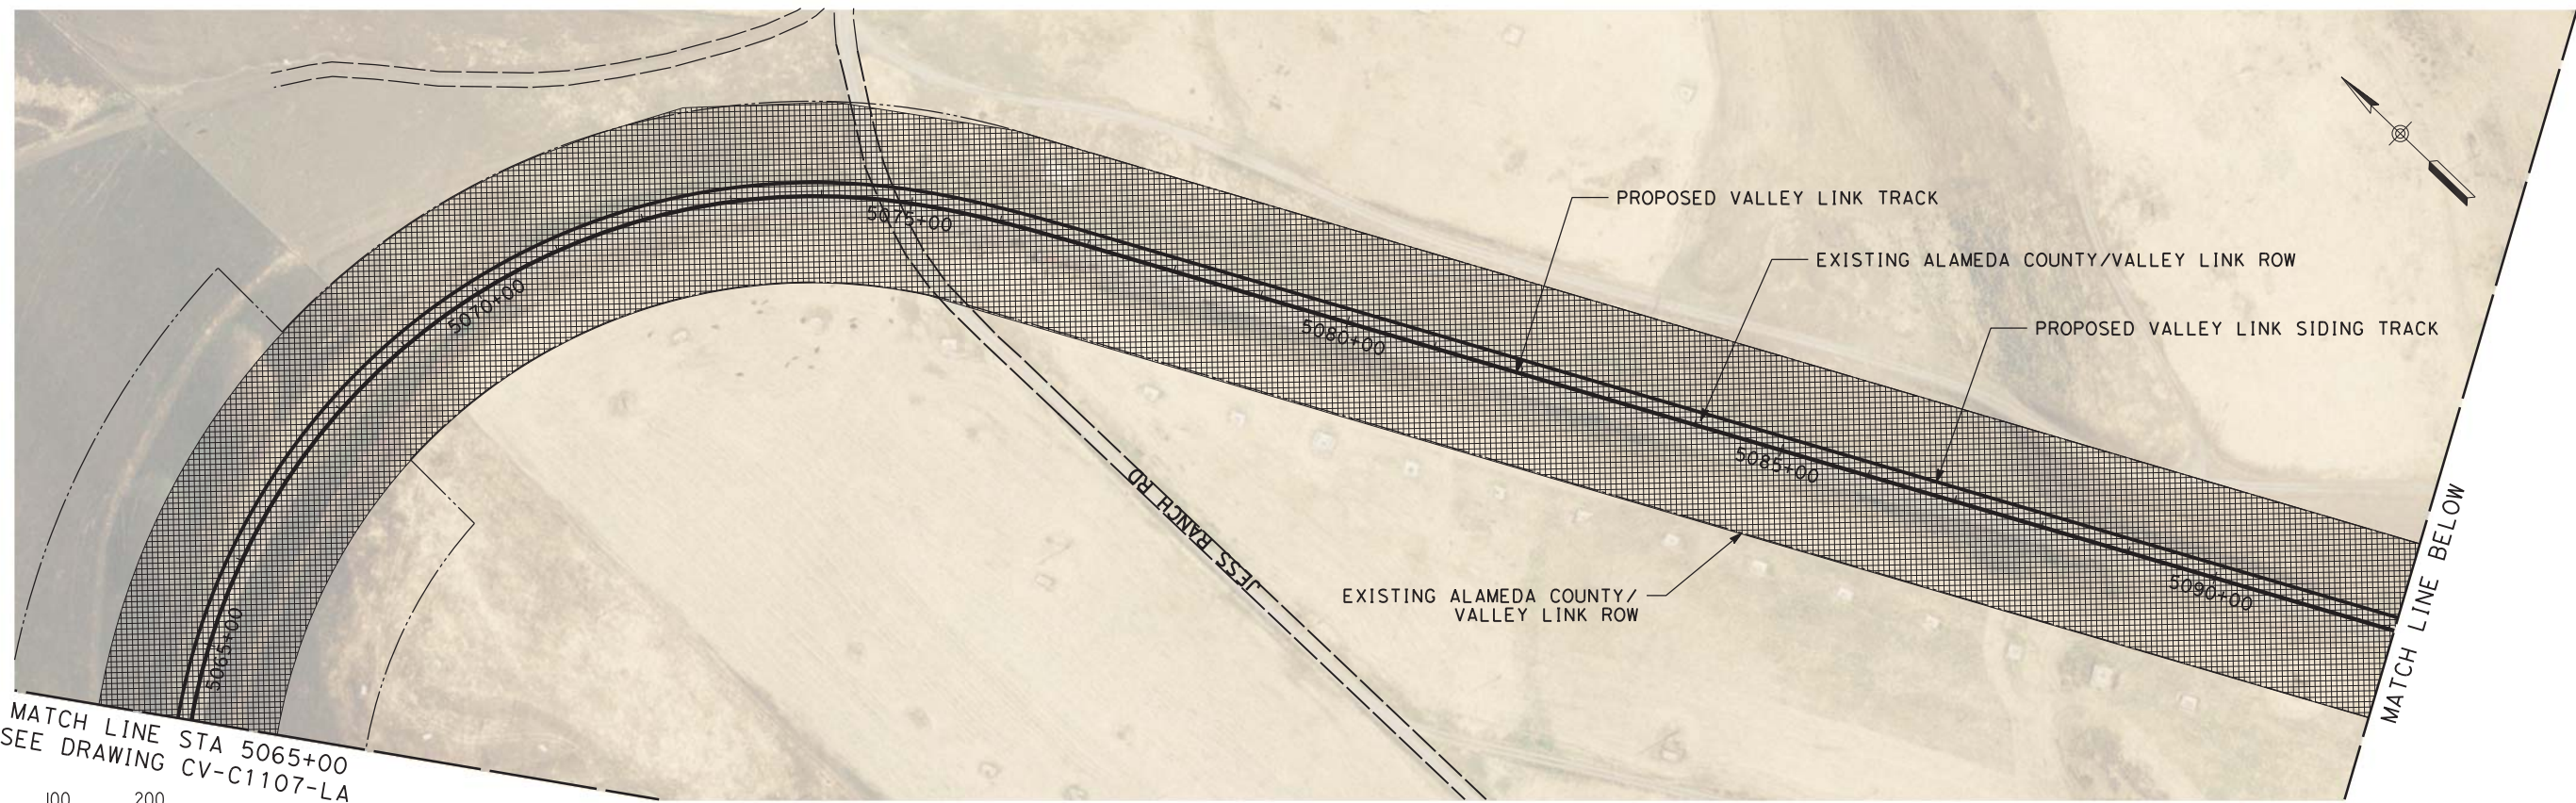 PROPOSED VALLEY LINK TRACK
5075+00
EXISTING ALAMEDA COUNTY/VALLEY LINK ROW
5070+00
PROPOSED VALLEY LINK SIDING TRACK
5080+00
5085+00
JESS RANCH RD
5090+00
EXISTING ALAMEDA COUNTY/
VALLEY LINK ROW
MATCH LINE BELOW
5065+00
MATCH LINE STA 5065+00
SEE DRAWING CV-C1107-LA
100 200